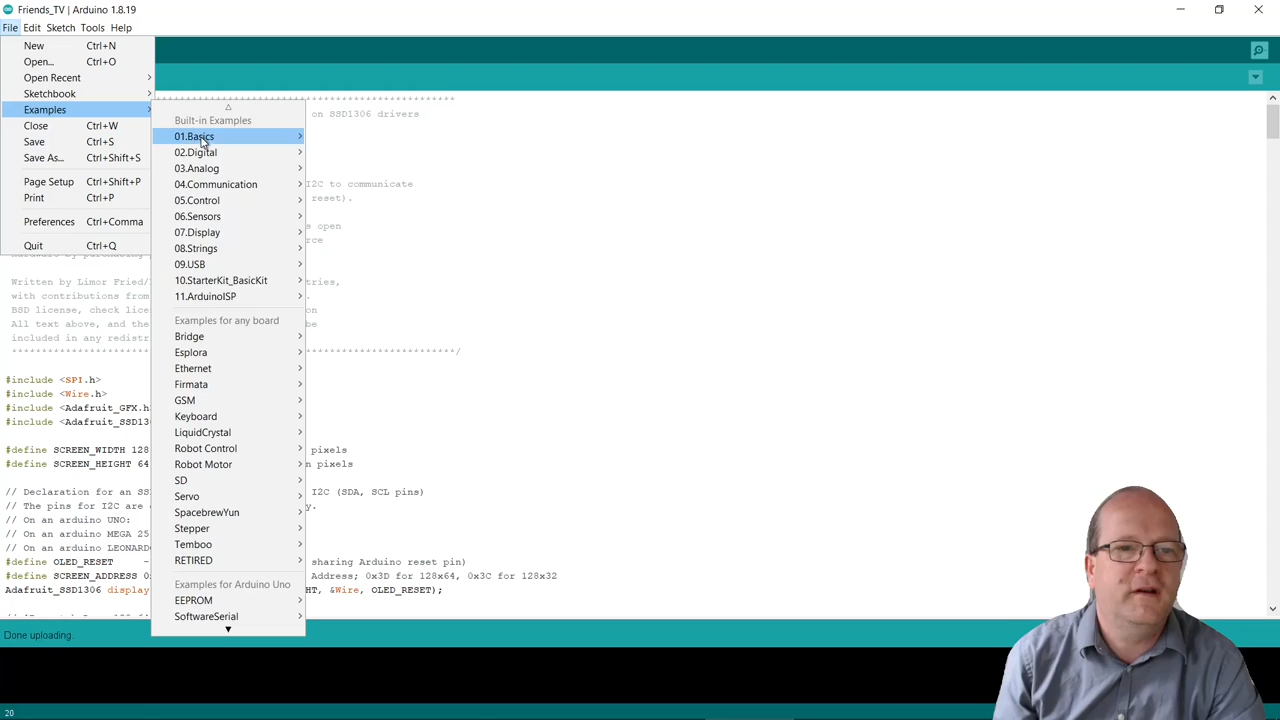 Friends_TV | Arduino 1.8.19
File Edit Sketch Tools Help
New Ctrl+N
Open... Ctrl+O
Open Recent
Sketchbook
Examples
Close Ctrl+W
Save Ctrl+S
Save As... Ctrl+Shift+S
Page Setup Ctrl+Shift+P
Print Ctrl+P
Preferences Ctrl+Comma
Quit Ctrl+Q
Built-in Examples
01.Basics
02.Digital
03.Analog
04.Communication
05.Control
06.Sensors
07.Display
08.Strings
09.USB
10.StarterKit_BasicKit
11.ArduinoISP
Examples for any board
Bridge
Esplora
Ethernet
Firmata
GSM
Keyboard
LiquidCrystal
Robot Control
Robot Motor
SD
Servo
SpacebrewYun
Stepper
Temboo
RETIRED
Examples for Arduino Uno
EEPROM
SoftwareSerial
**************************************************
on SSD1306 drivers
I2C to communicate
reset).
s open
rce
Written by Limor Fried/ tries,
with contributions from .
BSD license, check licen on
All text above, and the be
included in any redistr
**************************************************/
#include <SPI.h>
#include <Wire.h>
#include <Adafruit_GFX.h
#include <Adafruit_SSD13
#define SCREEN_WIDTH 128 pixels
#define SCREEN_HEIGHT 64 n pixels
// Declaration for an SS I2C (SDA, SCL pins)
// The pins for I2C are y.
// On an arduino UNO:
// On an arduino MEGA 25
// On an arduino LEONARD
#define OLED_RESET - sharing Arduino reset pin)
#define SCREEN_ADDRESS 0 Address; 0x3D for 128x64, 0x3C for 128x32
Adafruit_SSD1306 display HT, &Wire, OLED_RESET);
Done uploading.
20